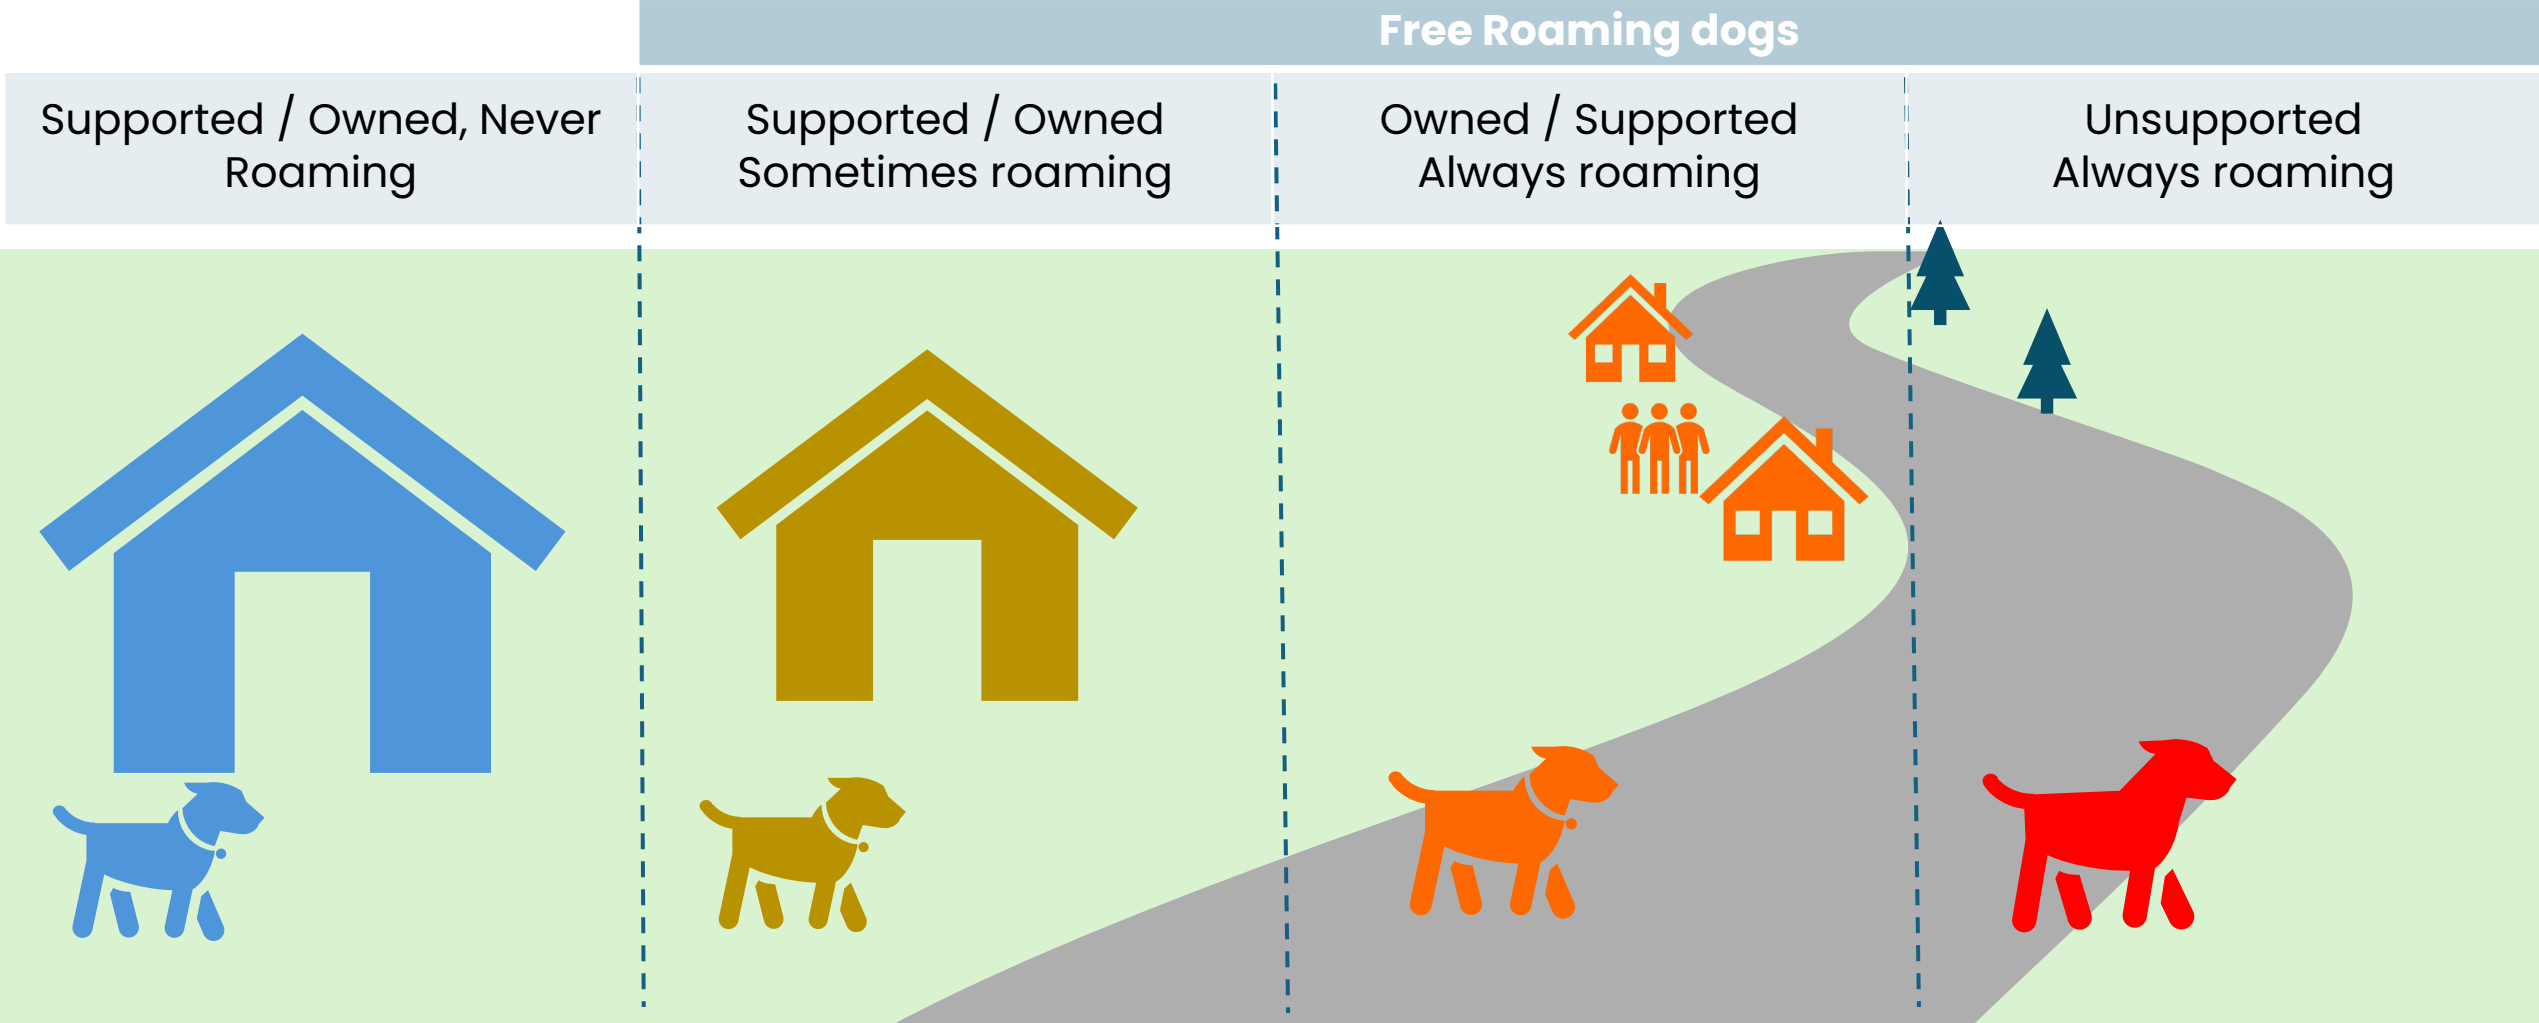 Free Roaming dogs
Supported / Owned, Never
Roaming
Supported / Owned
Sometimes roaming
Owned / Supported
Always roaming
Unsupported
Always roaming